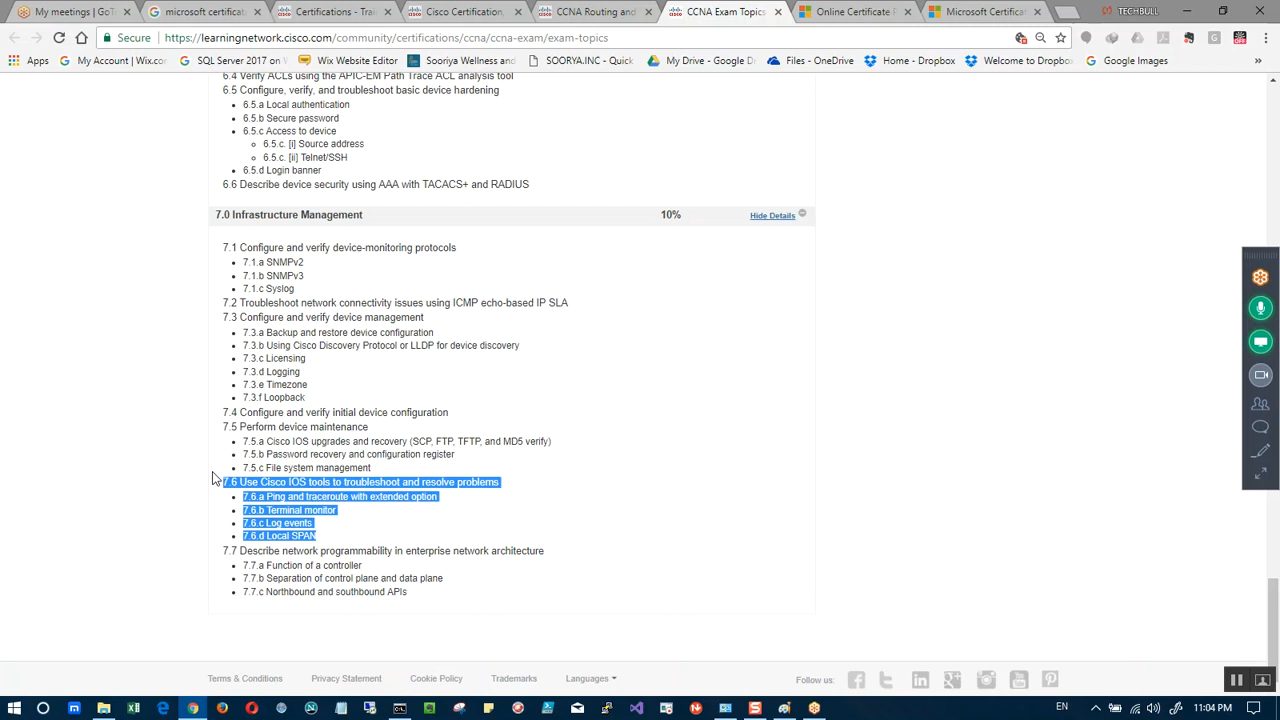 My meetings | GoTo
microsoft certificat
Certifications - Tra
Cisco Certification,
CCNA Routing and
CCNA Exam Topics
Online Certificate P
Microsoft Certificat
TECHBULL
Secure
https://learningnetwork.cisco.com/community/certifications/ccna/ccna-exam/exam-topics
Apps
My Account | Wix.com
SQL Server 2017 an
Wix Website Editor
Sooriya Wellness and
SOORYA.INC - Quick
My Drive - Google D
Files - OneDrive
Home - Dropbox
Welcome to Dropbox
Google Images
»
6.4 Verify ACLs using the APIC-EM Path Trace ACL analysis tool
6.5 Configure, verify, and troubleshoot basic device hardening
6.5.a Local authentication
6.5.b Secure password
6.5.c Access to device
6.5.c. [i] Source address
6.5.c. [ii] Telnet/SSH
6.5.d Login banner
6.6 Describe device security using AAA with TACACS+ and RADIUS
7.0 Infrastructure Management 10% Hide Details
7.1 Configure and verify device-monitoring protocols
7.1.a SNMPv2
7.1.b SNMPv3
7.1.c Syslog
7.2 Troubleshoot network connectivity issues using ICMP echo-based IP SLA
7.3 Configure and verify device management
7.3.a Backup and restore device configuration
7.3.b Using Cisco Discovery Protocol or LLDP for device discovery
7.3.c Licensing
7.3.d Logging
7.3.e Timezone
7.3.f Loopback
7.4 Configure and verify initial device configuration
7.5 Perform device maintenance
7.5.a Cisco IOS upgrades and recovery (SCP, FTP, TFTP, and MD5 verify)
7.5.b Password recovery and configuration register
7.5.c File system management
7.6 Use Cisco IOS tools to troubleshoot and resolve problems
7.6.a Ping and traceroute with extended option
7.6.b Terminal monitor
7.6.c Log events
7.6.d Local SPAN
7.7 Describe network programmability in enterprise network architecture
7.7.a Function of a controller
7.7.b Separation of control plane and data plane
7.7.c Northbound and southbound APIs
Terms & Conditions
Privacy Statement
Cookie Policy
Trademarks
Languages
Follow us:
EN
11:04 PM